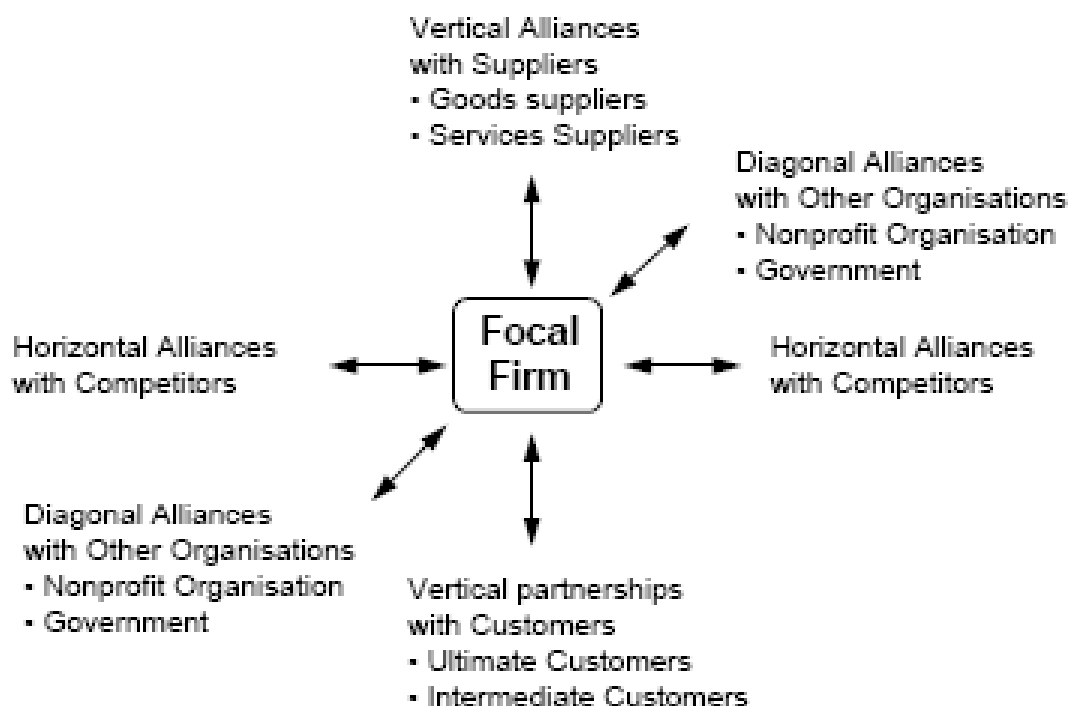 Vertical Alliances
with Suppliers
▪ Goods suppliers
▪ Services Suppliers
Diagonal Alliances
with Other Organisations
▪ Nonprofit Organisation
▪ Government
Horizontal Alliances
with Competitors
Focal
Firm
Horizontal Alliances
with Competitors
Diagonal Alliances
with Other Organisations
▪ Nonprofit Organisation
▪ Government
Vertical partnerships
with Customers
▪ Ultimate Customers
▪ Intermediate Customers